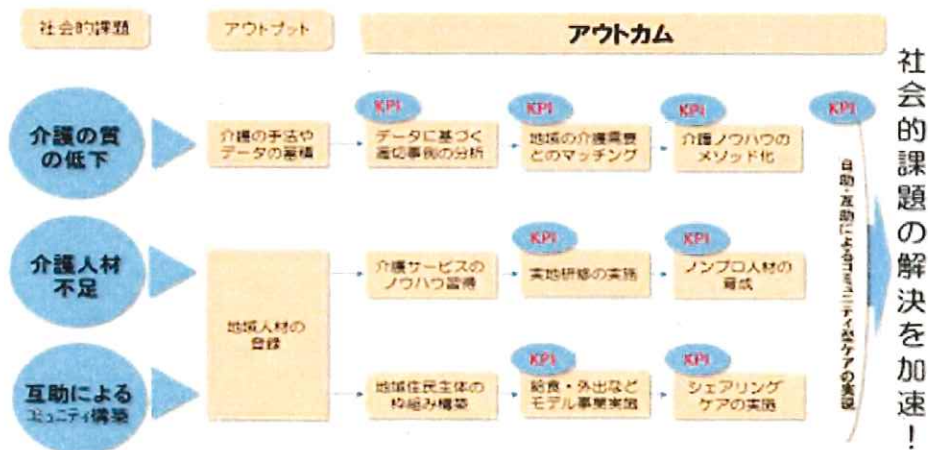 社会的課題
アウトプット
アウトカム
介護の質
の低下
介護の手法や
データの蓄積
KPI
データに基づく
適切事例の分析
KPI
地域の介護需要
とのマッチング
KPI
介護ノウハウの
メソッド化
KPI
介護人材
不足
地域人材の
登録
介護サービスの
ノウハウ習得
KPI
実地研修の実施
KPI
ノンプロ人材の
育成
互助による
コミュニティ構築
地域住民主体の
枠組み構築
KPI
給食・外出など
モデル事業実施
KPI
シェアリング
ケアの実施
自助・互助によるコミュニティ型ケアの実現
社会的課題の解決を加速!